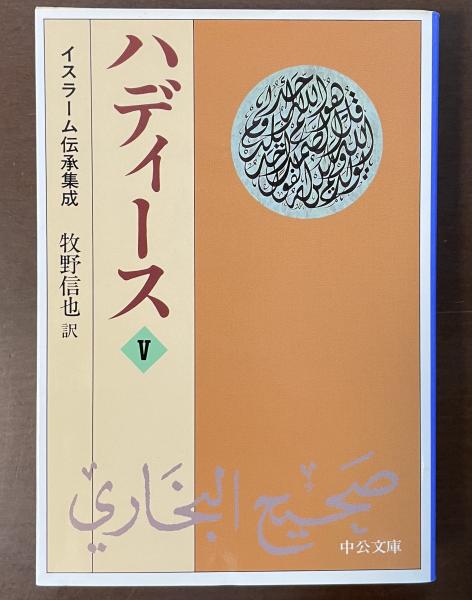 ハディース
V
イスラーム伝承集成
牧野信也 訳
صحيح البخاري
中公文庫